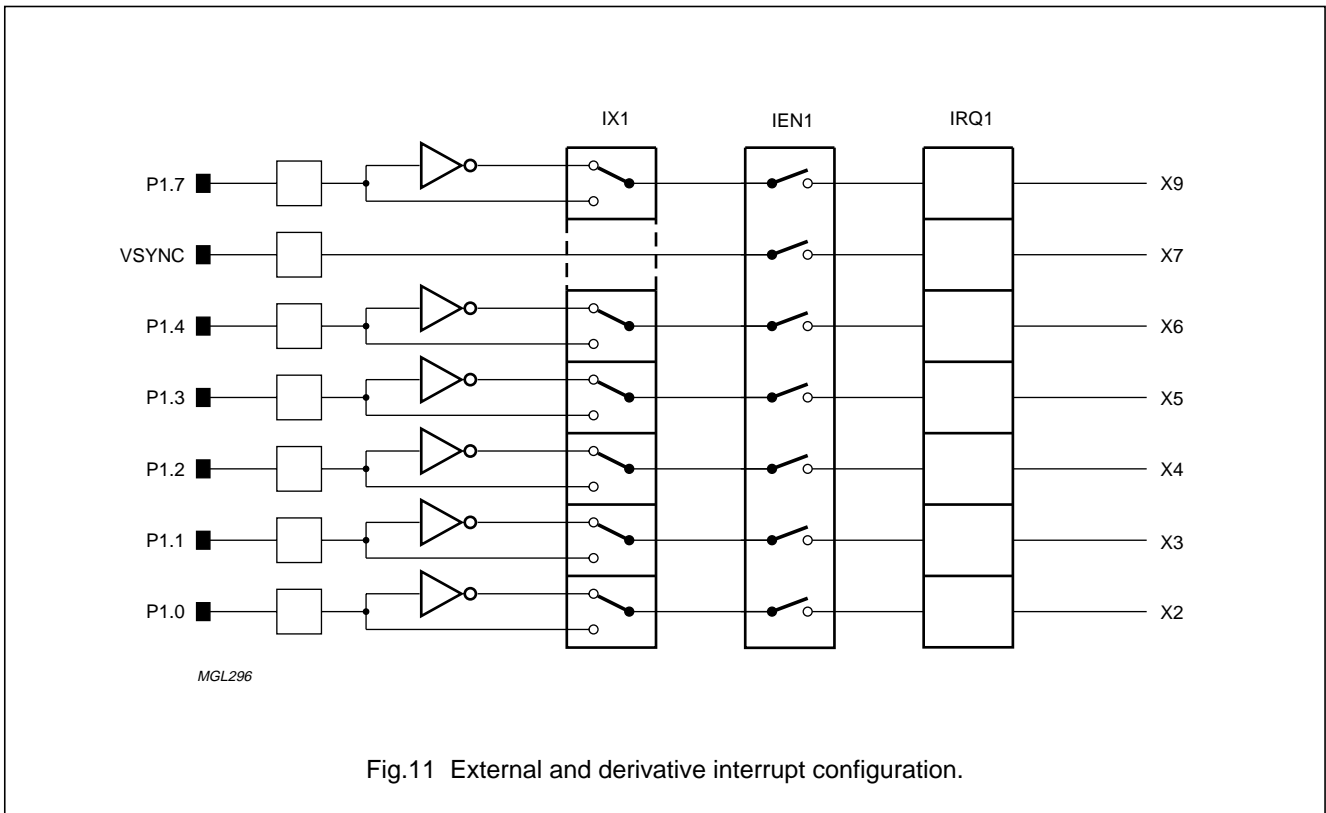 IX1 IEN1 IRQ1
P1.7 X9
VSYNC X7
P1.4 X6
P1.3 X5
P1.2 X4
P1.1 X3
P1.0 X2
MGL296
Fig.11 External and derivative interrupt configuration.